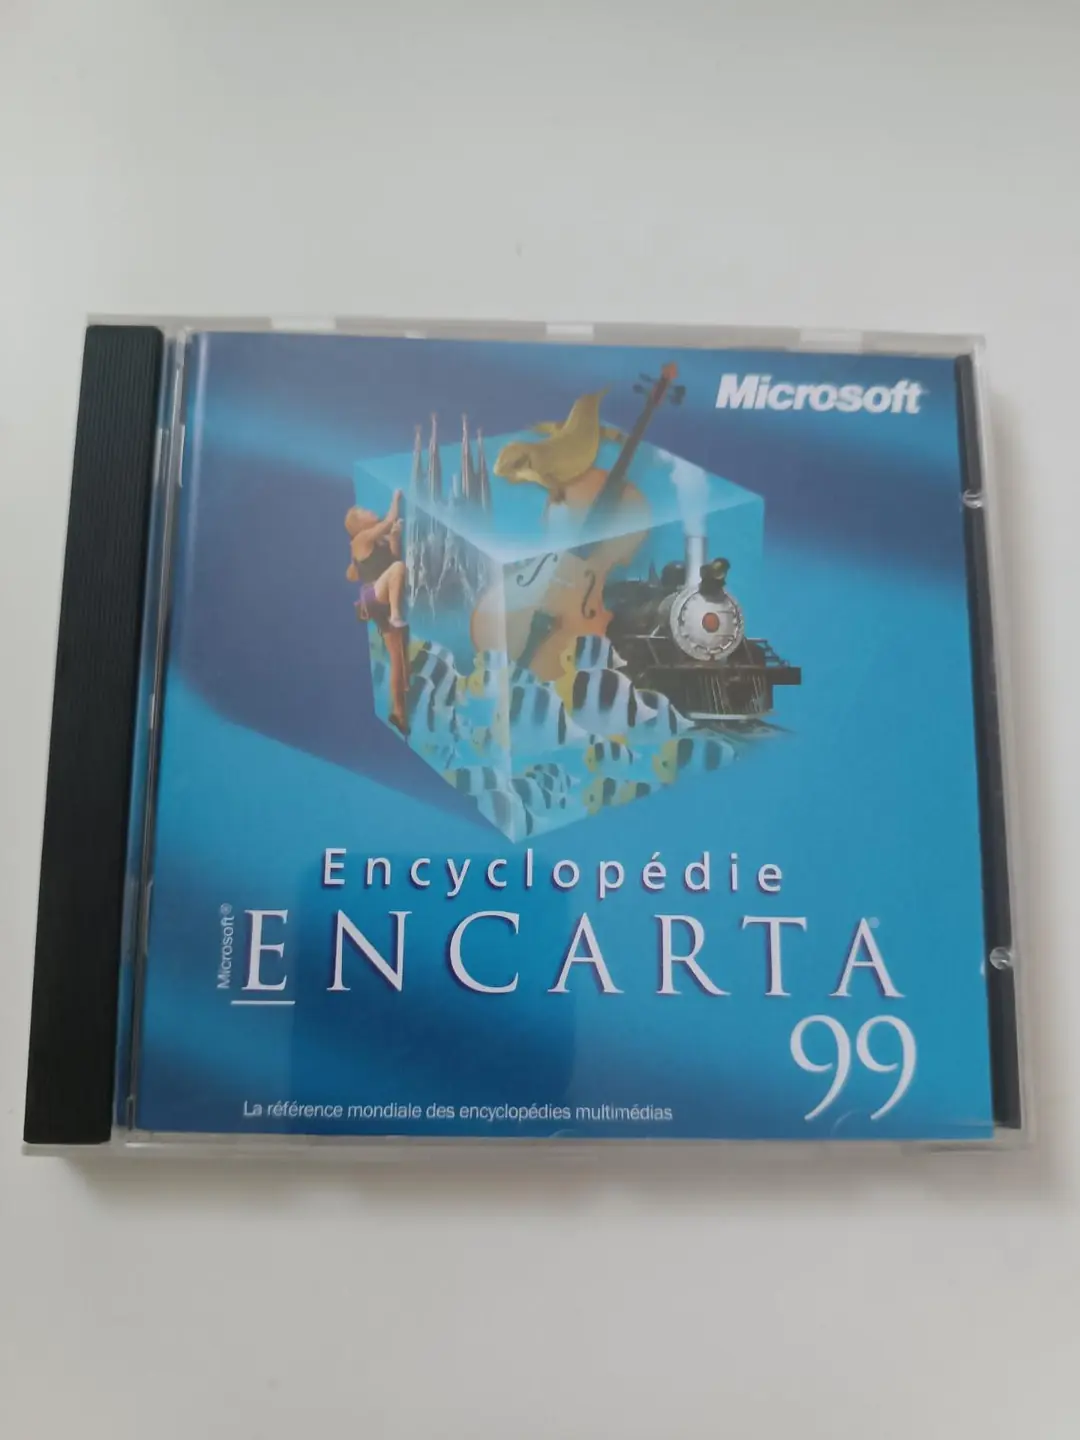 Microsoft
Encyclopédie
Microsoft®
ENCARTA®
99
La référence mondiale des encyclopédies multimédias